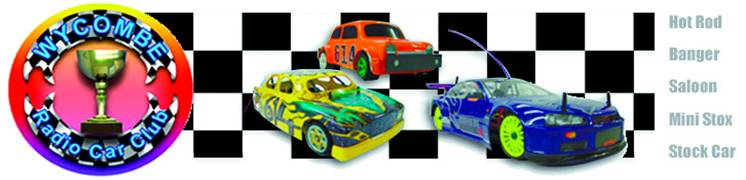 WYCOMBE
Radio Car Club
614
Hot Rod
Banger
Saloon
Mini Stox
Stock Car